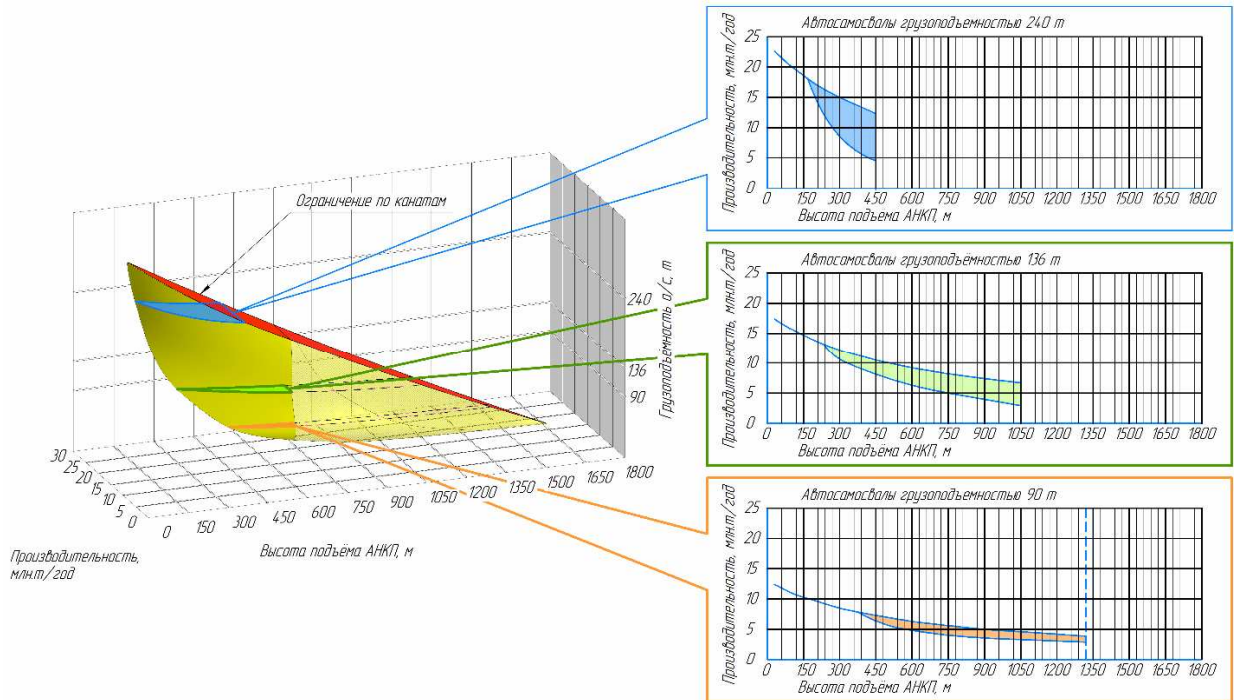 Ограничение по канатам
240
136
90
Грузоподъемность а/с, т
30
25
20
15
10
5
0
0
150
300
450
600
750
900
1050
1200
1350
1500
1650
1800
Производительность,
млн.т/год
Высота подъёма АНКП, м
Автосамосвалы грузоподъемностью 240 т
Производительность, млн.т/год
25
20
15
10
5
0
0 150 300 450 600 750 900 1050 1200 1350 1500 1650 1800
Высота подъёма АНКП, м
Автосамосвалы грузоподъёмностью 136 т
Производительность, млн.т/год
25
20
15
10
5
0
0 150 300 450 600 750 900 1050 1200 1350 1500 1650 1800
Высота подъёма АНКП, м
Автосамосвалы грузоподъемностью 90 т
Производительность, млн.т/год
25
20
15
10
5
0
0 150 300 450 600 750 900 1050 1200 1350 1500 1650 1800
Высота подъёма АНКП, м